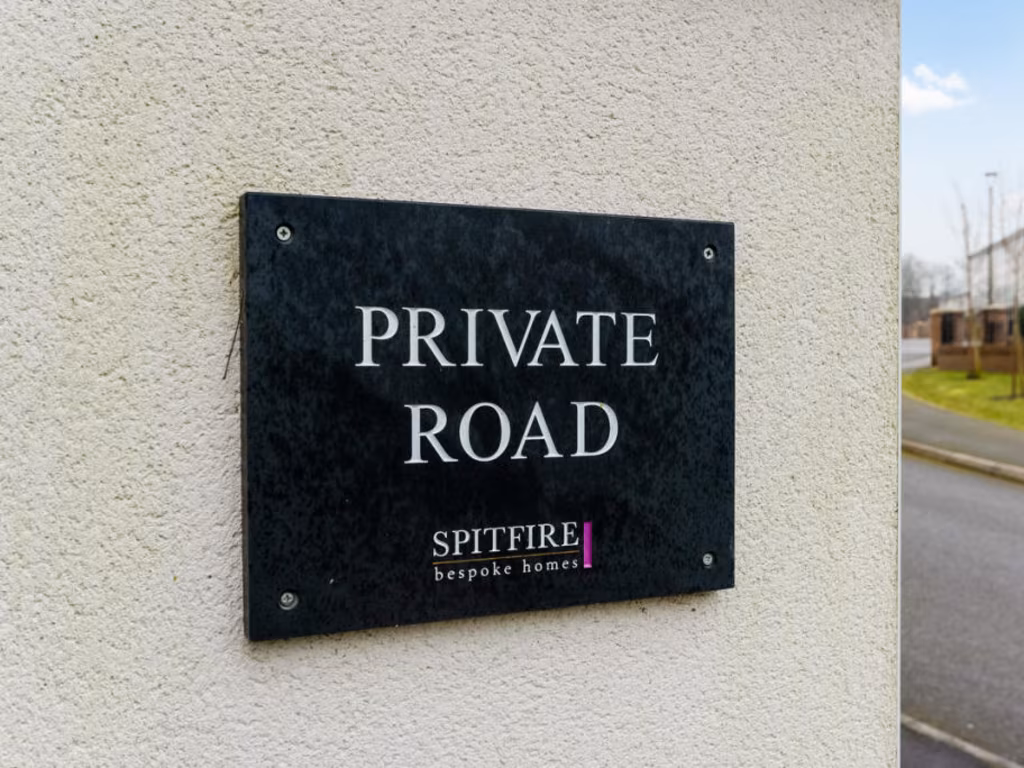 PRIVATE
ROAD
SPITFIRE
bespoke homes